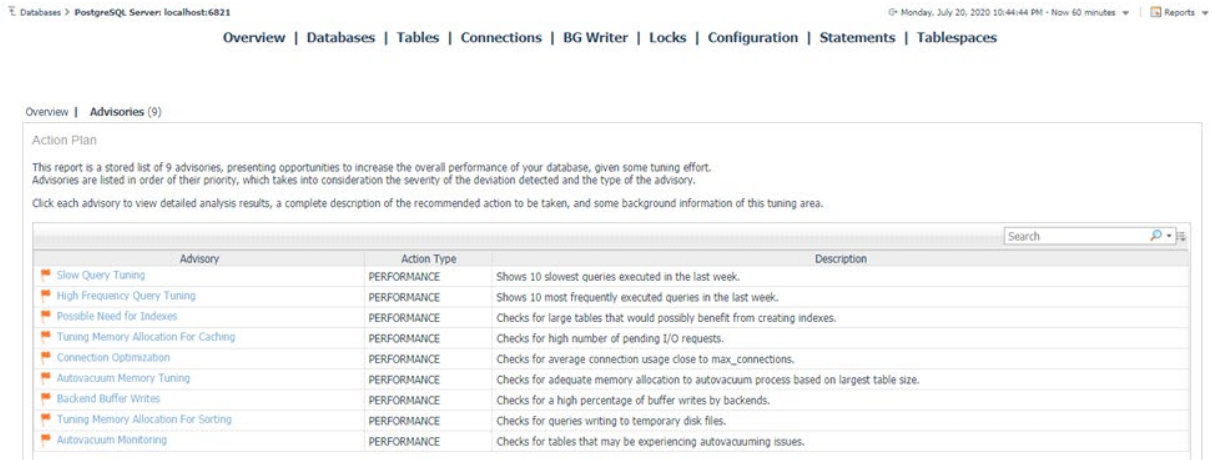 Databases > PostgreSQL Server: localhost:6821
Monday, July 20, 2020 10:44:44 PM - Now 60 minutes
Reports
Overview | Databases | Tables | Connections | BG Writer | Locks | Configuration | Statements | Tablespaces
Overview | Advisories (9)
Action Plan
This report is a stored list of 9 advisories, presenting opportunities to increase the overall performance of your database, given some tuning effort.
Advisories are listed in order of their priority, which takes into consideration the severity of the deviation detected and the type of the advisory.
Click each advisory to view detailed analysis results, a complete description of the recommended action to be taken, and some background information of this tuning area.
Search
Advisory Action Type Description
Slow Query Tuning PERFORMANCE Shows 10 slowest queries executed in the last week.
High Frequency Query Tuning PERFORMANCE Shows 10 most frequently executed queries in the last week.
Possible Need for Indexes PERFORMANCE Checks for large tables that would possibly benefit from creating indexes.
Tuning Memory Allocation For Caching PERFORMANCE Checks for high number of pending I/O requests.
Connection Optimization PERFORMANCE Checks for average connection usage close to max_connections.
Autovacuum Memory Tuning PERFORMANCE Checks for adequate memory allocation to autovacuum process based on largest table size.
Backend Buffer Writes PERFORMANCE Checks for a high percentage of buffer writes by backends.
Tuning Memory Allocation For Sorting PERFORMANCE Checks for queries writing to temporary disk files.
Autovacuum Monitoring PERFORMANCE Checks for tables that may be experiencing autovacuuming issues.